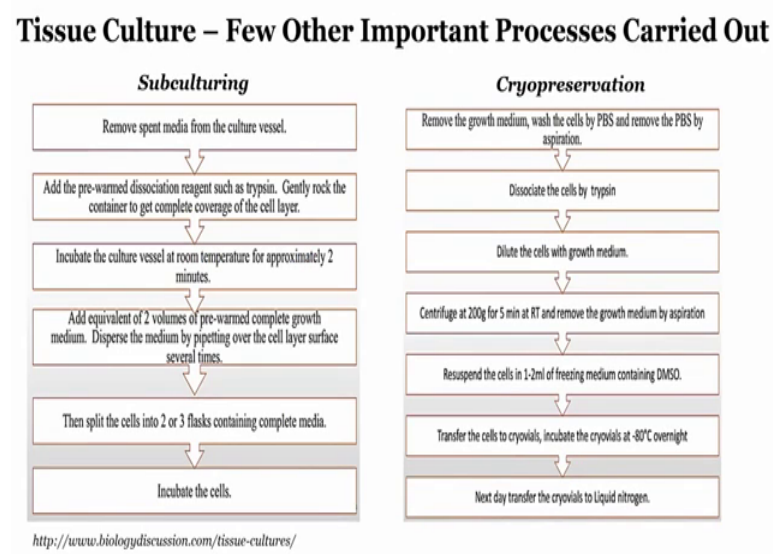 Tissue Culture – Few Other Important Processes Carried Out
Subculturing
Remove spent media from the culture vessel.
Add the pre-warmed dissociation reagent such as trypsin. Gently rock the
container to get complete coverage of the cell layer.
Incubate the culture vessel at room temperature for approximately 2
minutes.
Add equivalent of 2 volumes of pre-warmed complete growth
medium. Disperse the medium by pipetting over the cell layer surface
several times.
Then split the cells into 2 or 3 flasks containing complete media.
Incubate the cells.
Cryopreservation
Remove the growth medium, wash the cells by PBS and remove the PBS by
aspiration.
Dissociate the cells by trypsin
Dilute the cells with growth medium.
Centrifuge at 200g for 5 min at RT and remove the growth medium by aspiration
Resuspend the cells in 1-2ml of freezing medium containing DMSO.
Transfer the cells to cryovials, incubate the cryovials at -80°C overnight
Next day transfer the cryovials to Liquid nitrogen.
http://www.biologydiscussion.com/tissue-cultures/